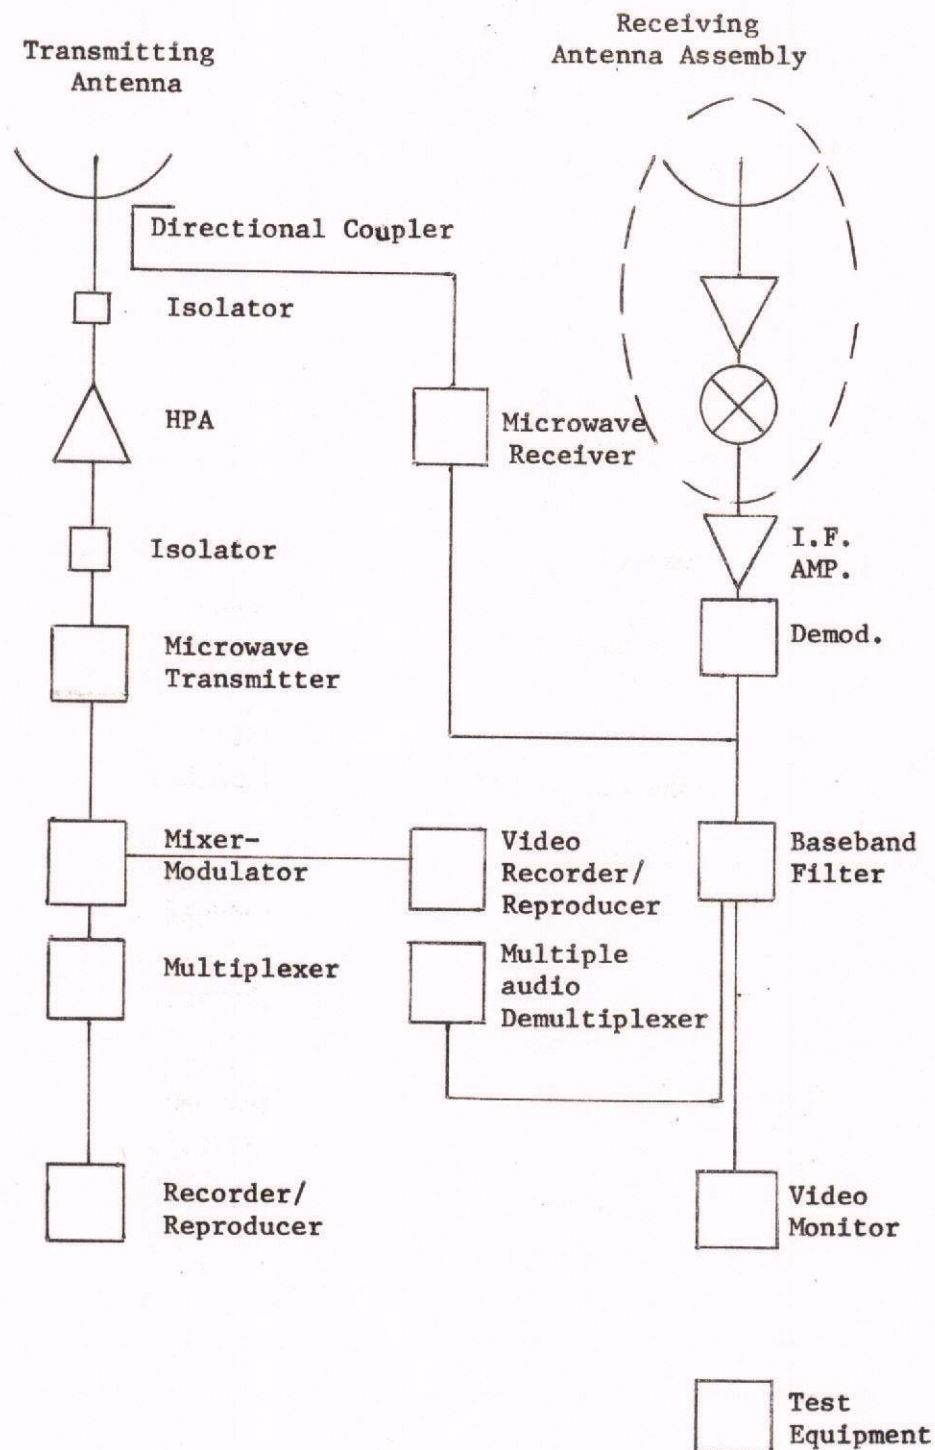 Transmitting
Antenna
Receiving
Antenna Assembly
Directional Coupler
Isolator
HPA
Microwave
Receiver
I.F.
AMP.
Isolator
Demod.
Microwave
Transmitter
Mixer-
Modulator
Video
Recorder/
Reproducer
Baseband
Filter
Multiplexer
Multiple
audio
Demultiplexer
Recorder/
Reproducer
Video
Monitor
Test
Equipment